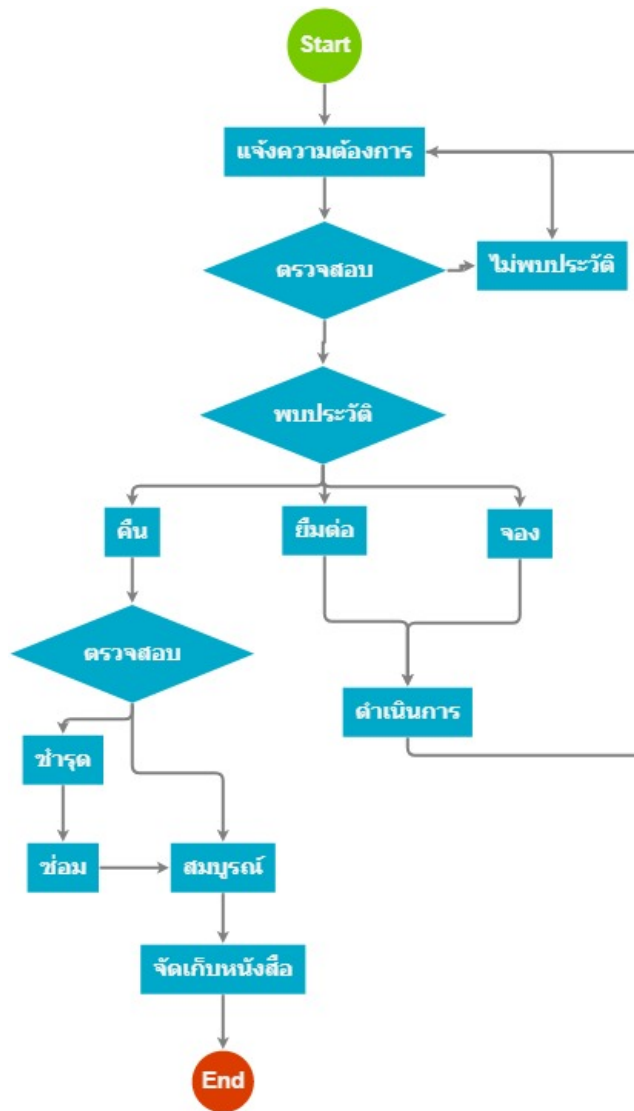 Start
แจ้งความต้องการ
ตรวจสอบ
ไม่พบประวัติ
พบประวัติ
คืน
ยืมต่อ
จอง
ตรวจสอบ
ดำเนินการ
ชำรุด
ซ่อม
สมบูรณ์
จัดเก็บหนังสือ
End